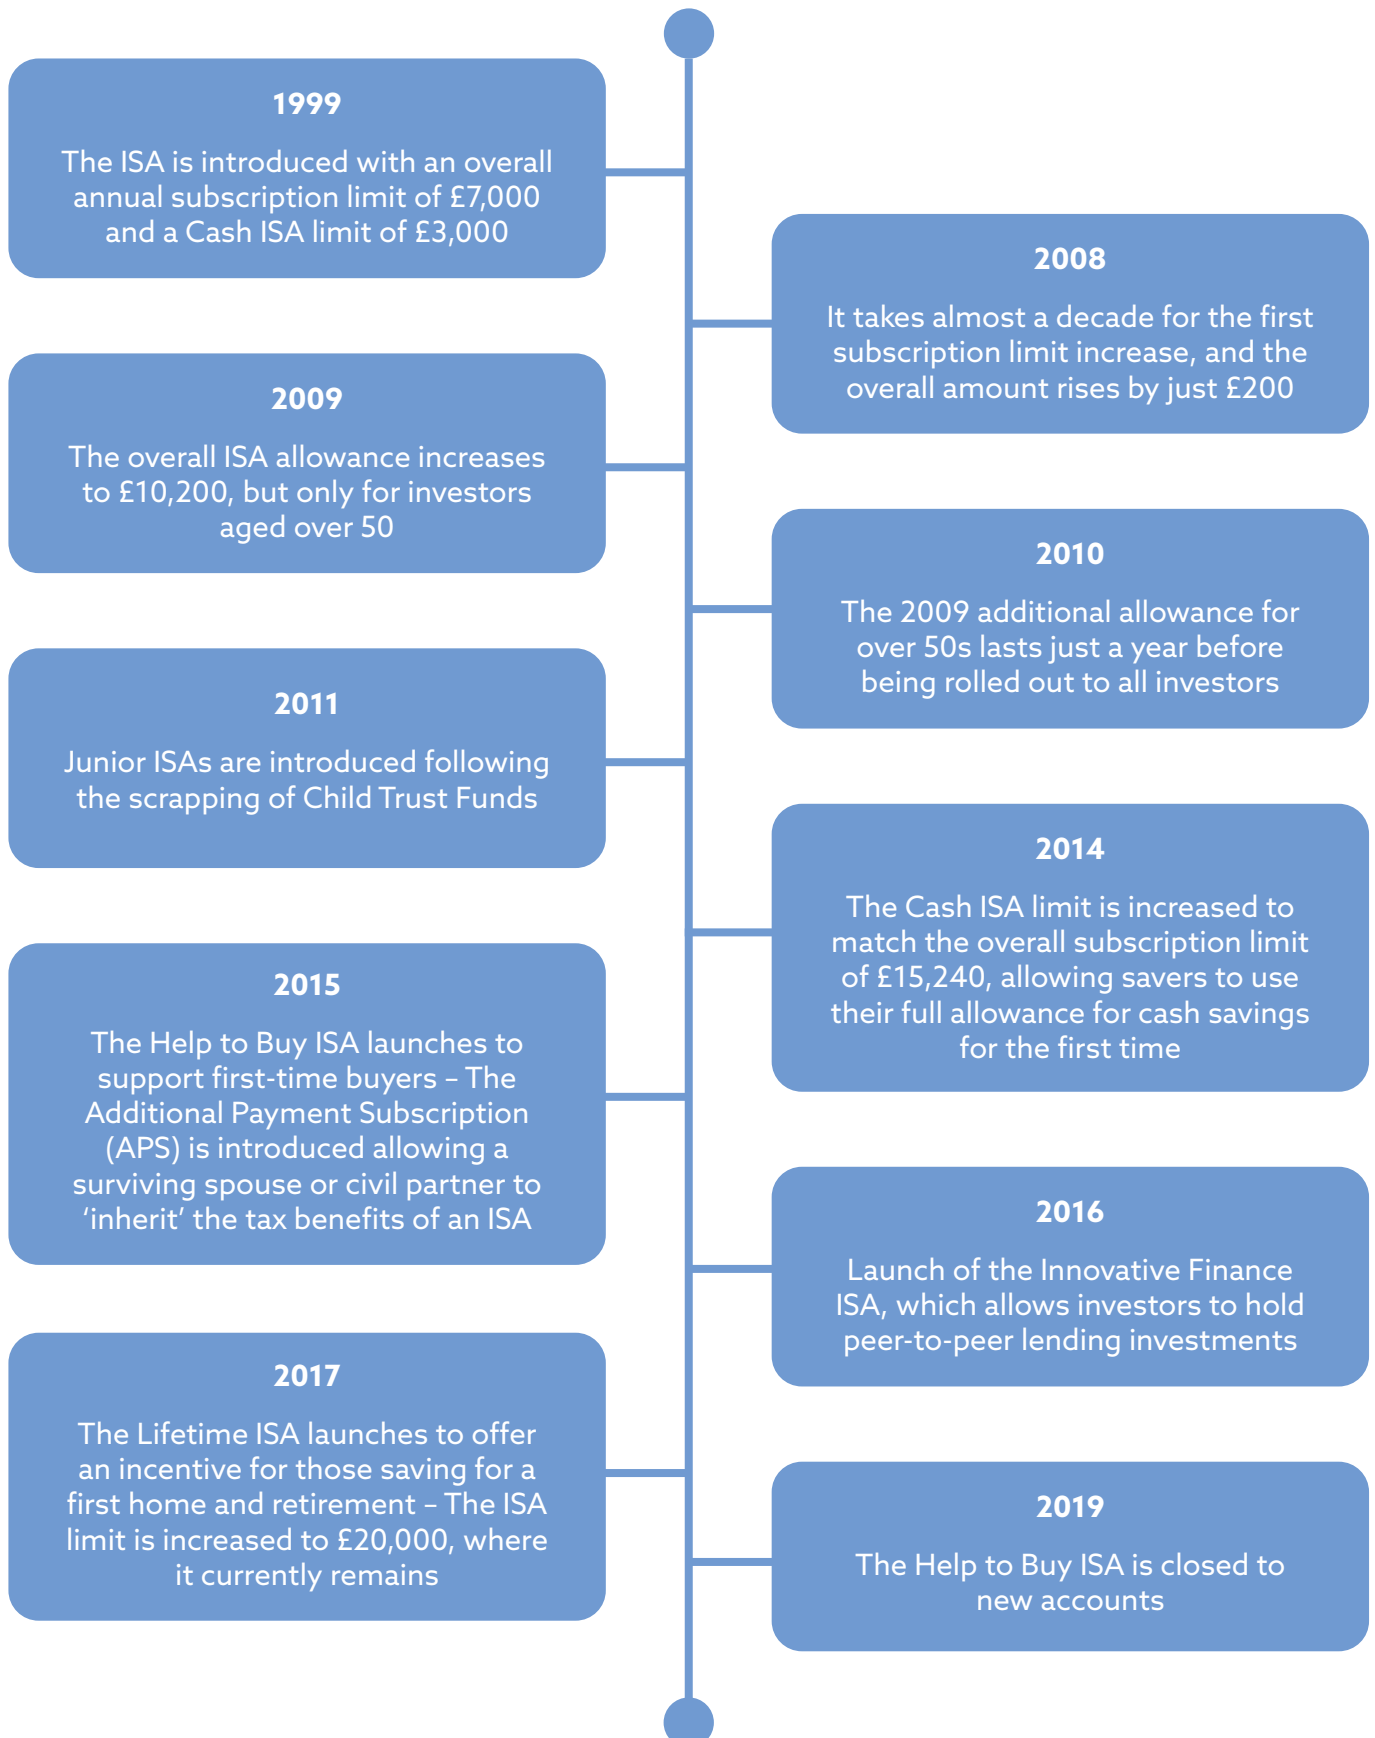 1999
The ISA is introduced with an overall
annual subscription limit of £7,000
and a Cash ISA limit of £3,000
2008
It takes almost a decade for the first
subscription limit increase, and the
overall amount rises by just £200
2009
The overall ISA allowance increases
to £10,200, but only for investors
aged over 50
2010
The 2009 additional allowance for
over 50s lasts just a year before
being rolled out to all investors
2011
Junior ISAs are introduced following
the scrapping of Child Trust Funds
2014
The Cash ISA limit is increased to
match the overall subscription limit
of £15,240, allowing savers to use
their full allowance for cash savings
for the first time
2015
The Help to Buy ISA launches to
support first-time buyers – The
Additional Payment Subscription
(APS) is introduced allowing a
surviving spouse or civil partner to
‘inherit’ the tax benefits of an ISA
2016
Launch of the Innovative Finance
ISA, which allows investors to hold
peer-to-peer lending investments
2017
The Lifetime ISA launches to offer
an incentive for those saving for a
first home and retirement – The ISA
limit is increased to £20,000, where
it currently remains
2019
The Help to Buy ISA is closed to
new accounts